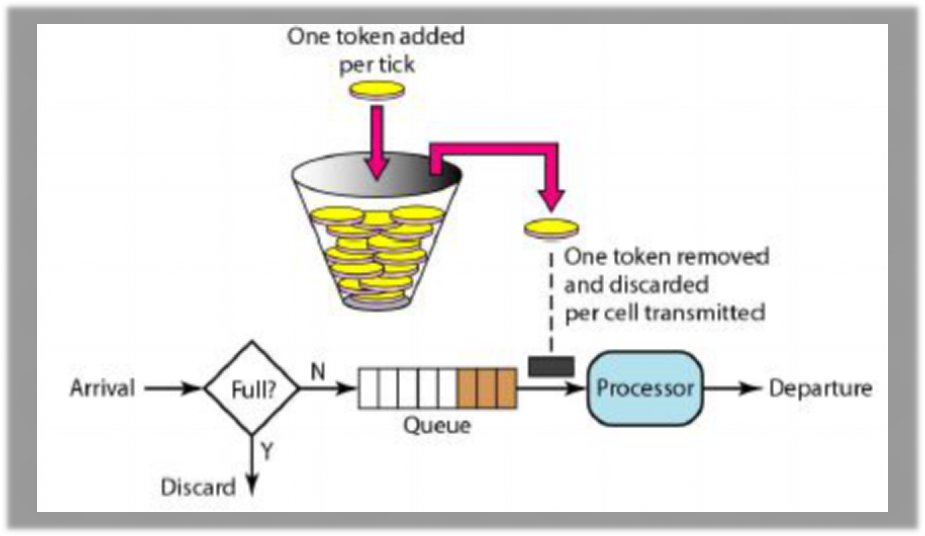 One token added
per tick
One token removed
and discarded
per cell transmitted
Arrival
Full?
N
Processor
Departure
Queue
Y
Discard